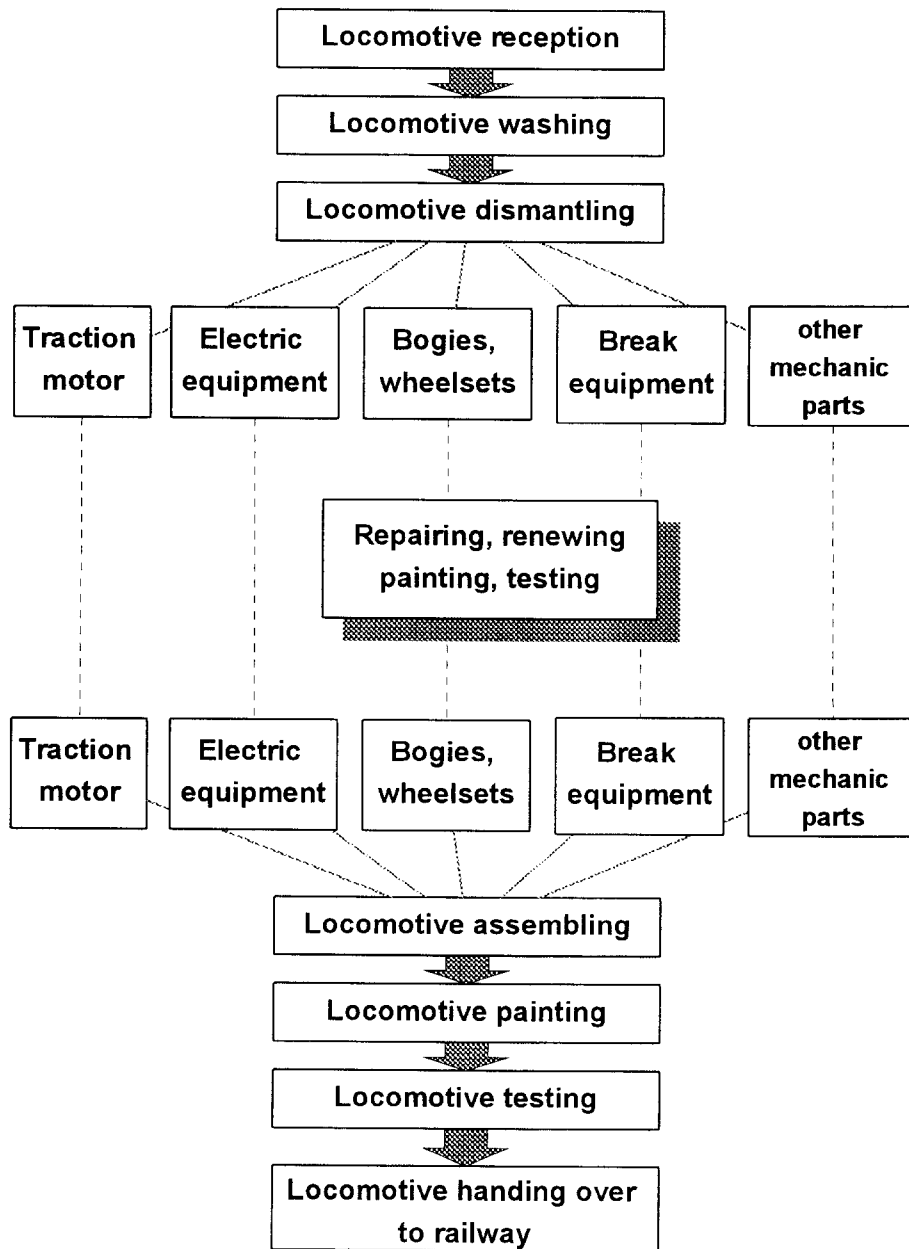 Locomotive reception
Locomotive washing
Locomotive dismantling
Traction
motor
Electric
equipment
Bogies,
wheelsets
Break
equipment
other
mechanic
parts
Repairing, renewing
painting, testing
Traction
motor
Electric
equipment
Bogies,
wheelsets
Break
equipment
other
mechanic
parts
Locomotive assembling
Locomotive painting
Locomotive testing
Locomotive handing over
to railway